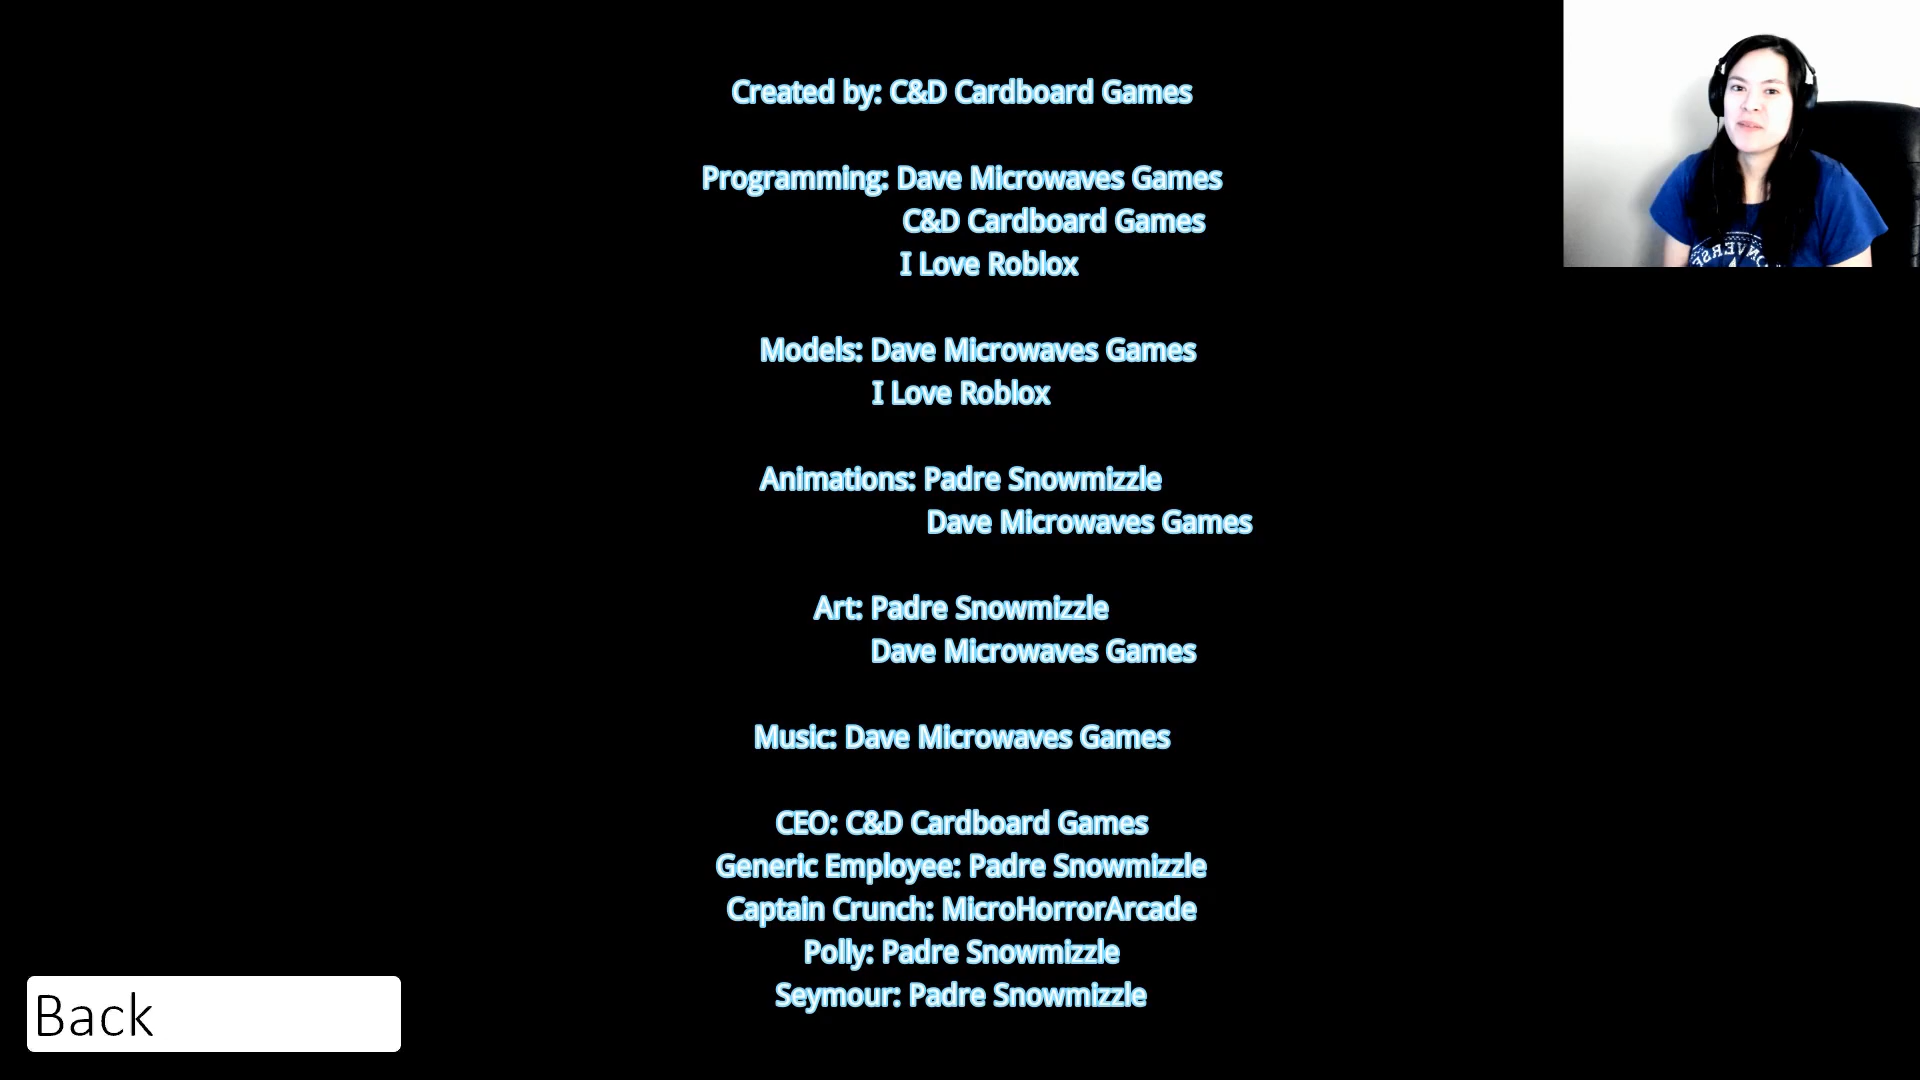 Created by: C&D Cardboard Games
Programming: Dave Microwaves Games
C&D Cardboard Games
I Love Roblox
Models: Dave Microwaves Games
I Love Roblox
Animations: Padre Snowmizzle
Dave Microwaves Games
Art: Padre Snowmizzle
Dave Microwaves Games
Music: Dave Microwaves Games
CEO: C&D Cardboard Games
Generic Employee: Padre Snowmizzle
Captain Crunch: MicroHorrorArcade
Polly: Padre Snowmizzle
Seymour: Padre Snowmizzle
Back